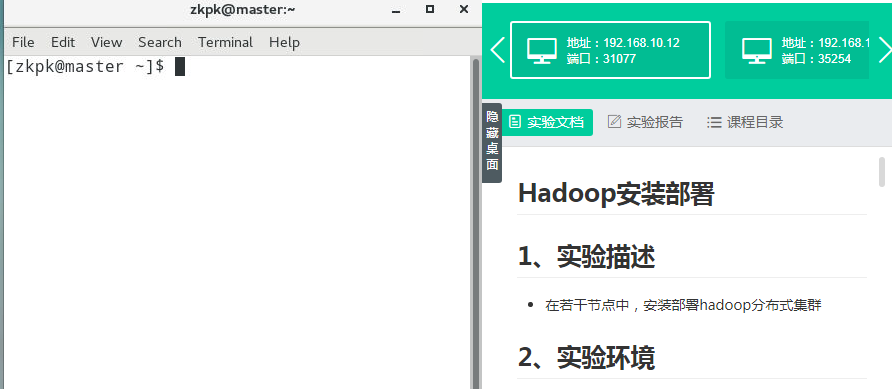 zkpk@master:~
File Edit View Search Terminal Help
[zkpk@master ~]$
地址：192.168.10.12
端口：31077
地址：192.168.1
端口：35254
隐藏桌面
实验文档 实验报告 课程目录
Hadoop安装部署
1、实验描述
在若干节点中，安装部署hadoop分布式集群
2、实验环境